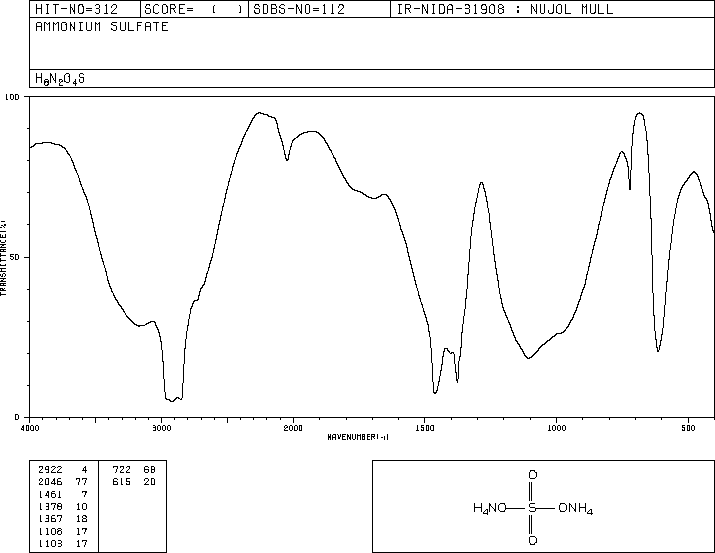 HIT-NO=312 SCORE= ( ) SDBS-NO=112 IR-NIDA-31908 : NUJOL MULL
AMMONIUM SULFATE
H8N2O4S
100
50
0
TRANSMITTANCE(%)
4000 3000 2000 1500 1000 500
WAVENUMBER(-1)
2922 4 722 68
2046 77 615 20
1461 7
1378 10
1367 18
1106 17
1103 17
O
H4NO S ONH4
O